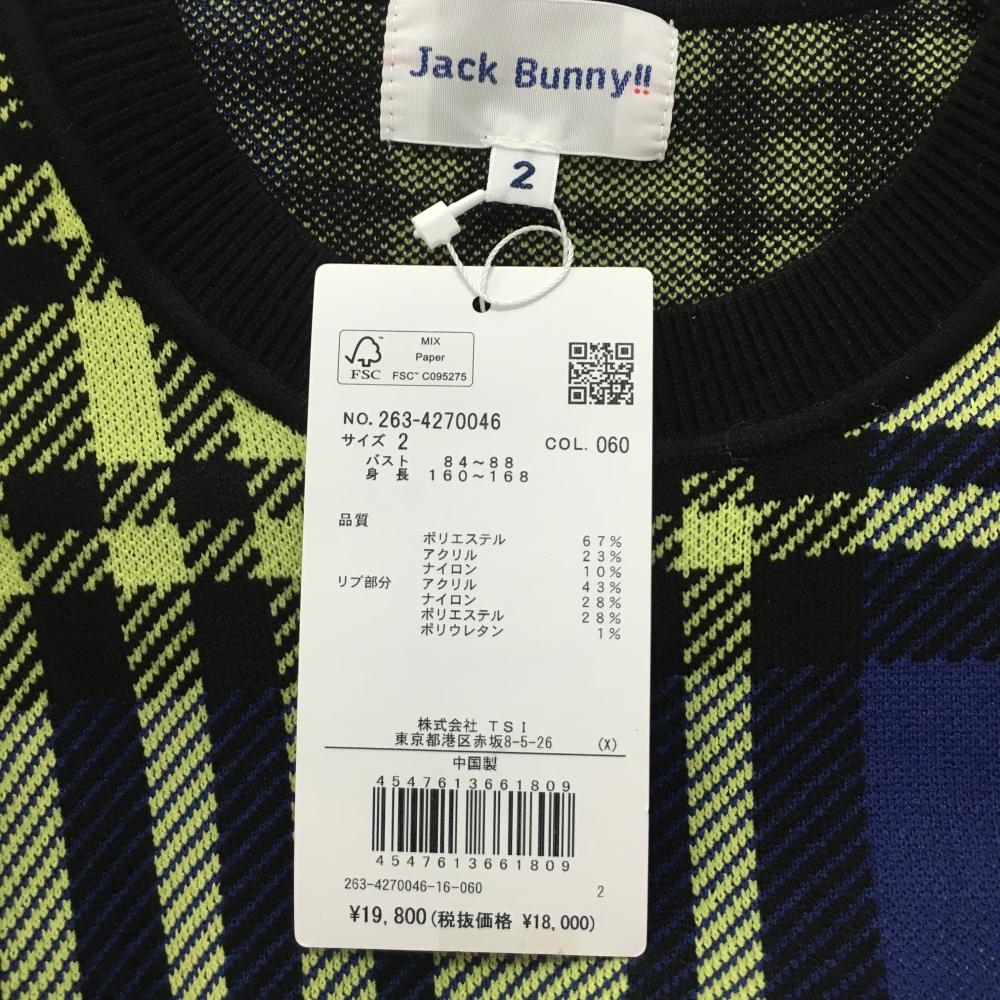 Jack Bunny!!
2
MIX
Paper
FSC™ C095275
FSC
NO. 263-4270046
サイズ 2 COL. 060
バスト 84～88
身長 160～168
品質
ポリエステル 67%
アクリル 23%
ナイロン 10%
リブ部分 アクリル 43%
ナイロン 28%
ポリエステル 28%
ポリウレタン 1%
株式会社 TSI
東京都港区赤坂8-5-26 (X)
中国製
4547613661809
4547613661809
263-4270046-16-060 2
¥19,800(税抜価格 ¥18,000)